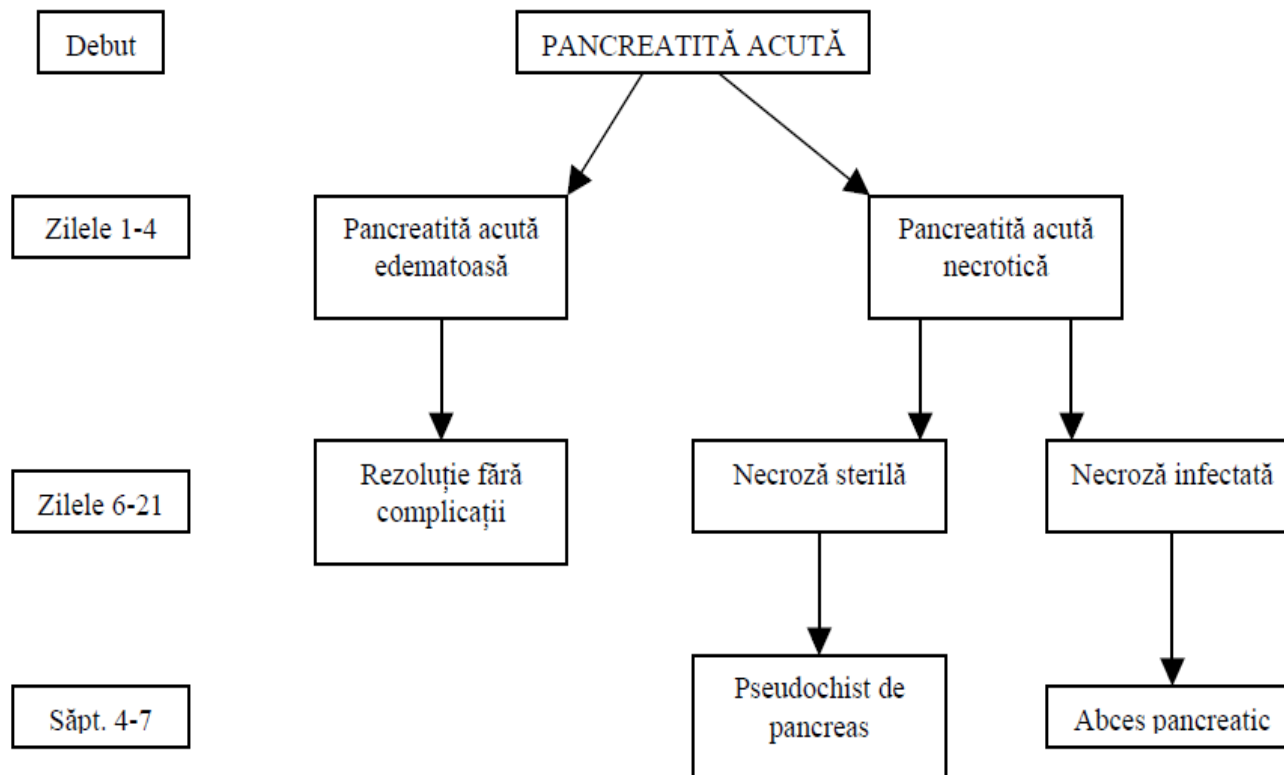 Debut
PANCREATITĂ ACUTĂ
Zilele 1-4
Pancreatită acută
edematoasă
Pancreatită acută
necrotică
Zilele 6-21
Rezoluție fără
complicații
Necroză sterilă
Necroză infectată
Săpt. 4-7
Pseudochist de
pancreas
Abces pancreatic